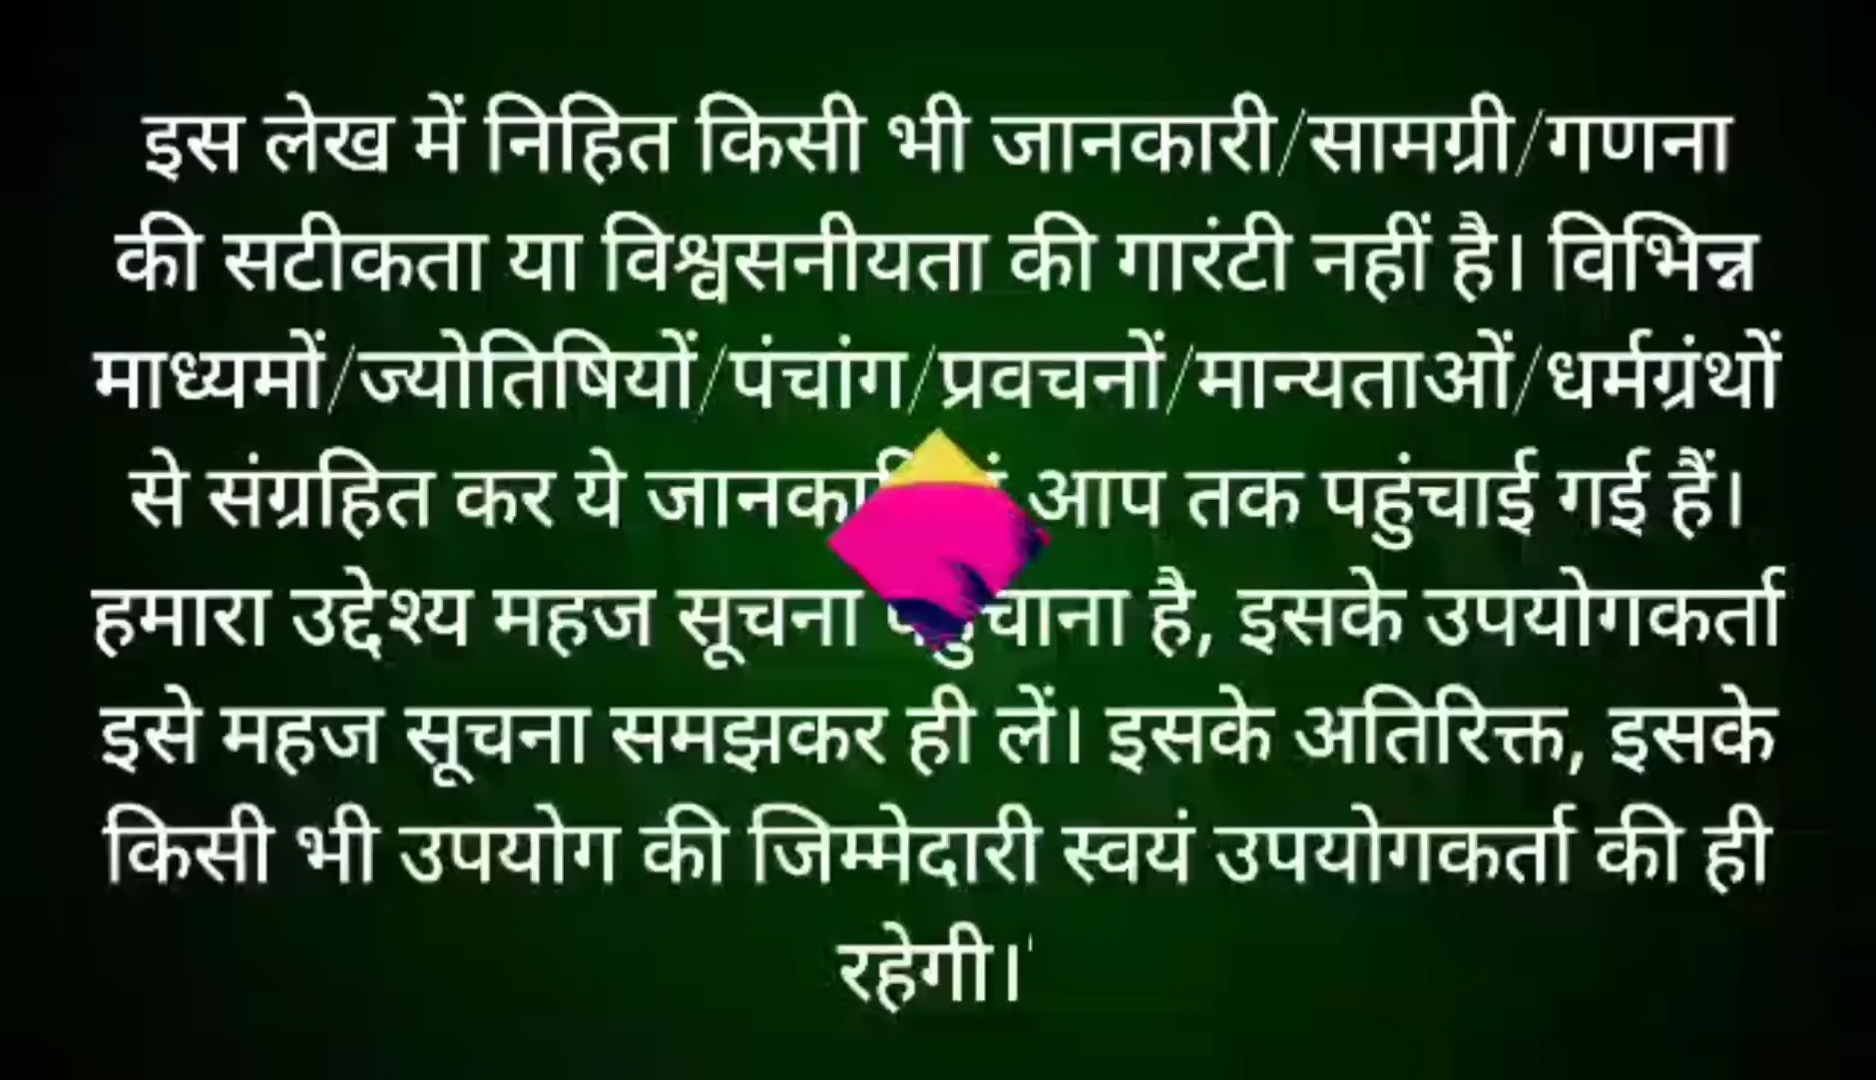 इस लेख में निहित किसी भी जानकारी/सामग्री/गणना
की सटीकता या विश्वसनीयता की गारंटी नहीं है। विभिन्न
माध्यमों/ज्योतिषियों/पंचांग/प्रवचनों/मान्यताओं/धर्मग्रंथों
से संग्रहित कर ये आप तक पहुंचाई गई हैं।
हमारा उद्देश्य महज सूचना है, इसके उपयोगकर्ता
इसे महज सूचना समझकर ही लें। इसके अतिरिक्त, इसके
किसी भी उपयोग की जिम्मेदारी स्वयं उपयोगकर्ता की ही
रहेगी।'